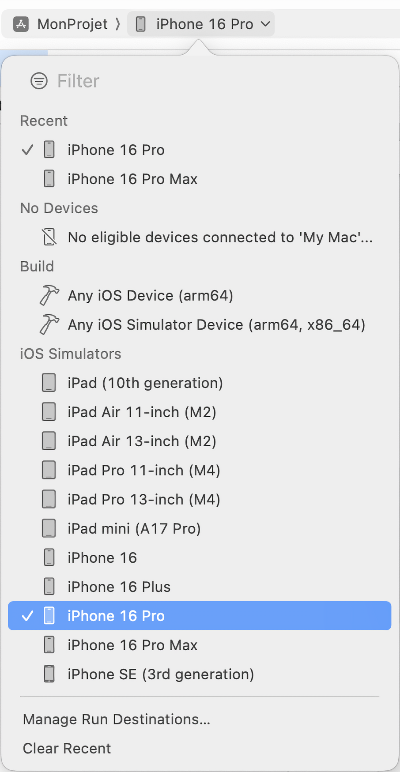 MonProjet ⟩ iPhone 16 Pro
Filter
Recent
iPhone 16 Pro
iPhone 16 Pro Max
No Devices
No eligible devices connected to 'My Mac'...
Build
Any iOS Device (arm64)
Any iOS Simulator Device (arm64, x86_64)
iOS Simulators
iPad (10th generation)
iPad Air 11-inch (M2)
iPad Air 13-inch (M2)
iPad Pro 11-inch (M4)
iPad Pro 13-inch (M4)
iPad mini (A17 Pro)
iPhone 16
iPhone 16 Plus
iPhone 16 Pro
iPhone 16 Pro Max
iPhone SE (3rd generation)
Manage Run Destinations...
Clear Recent